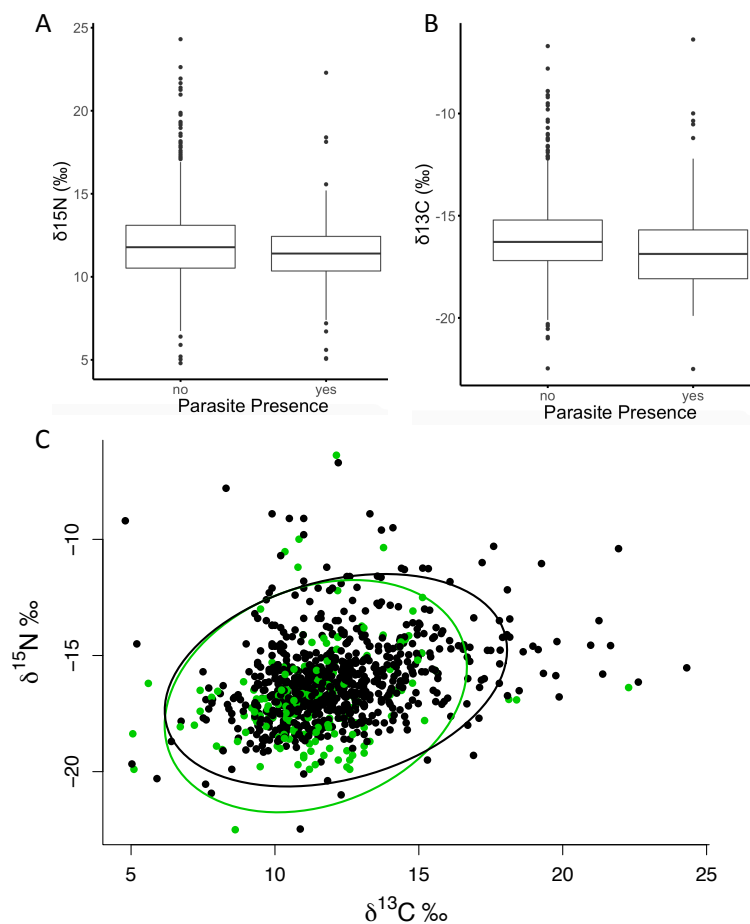 A
δ15N (‰)
25
20
15
10
5
no
yes
Parasite Presence
B
δ13C (‰)
-10
-15
-20
no
yes
Parasite Presence
C
δ¹⁵N ‰
−10
−15
−20
5
10
15
20
25
δ¹³C ‰